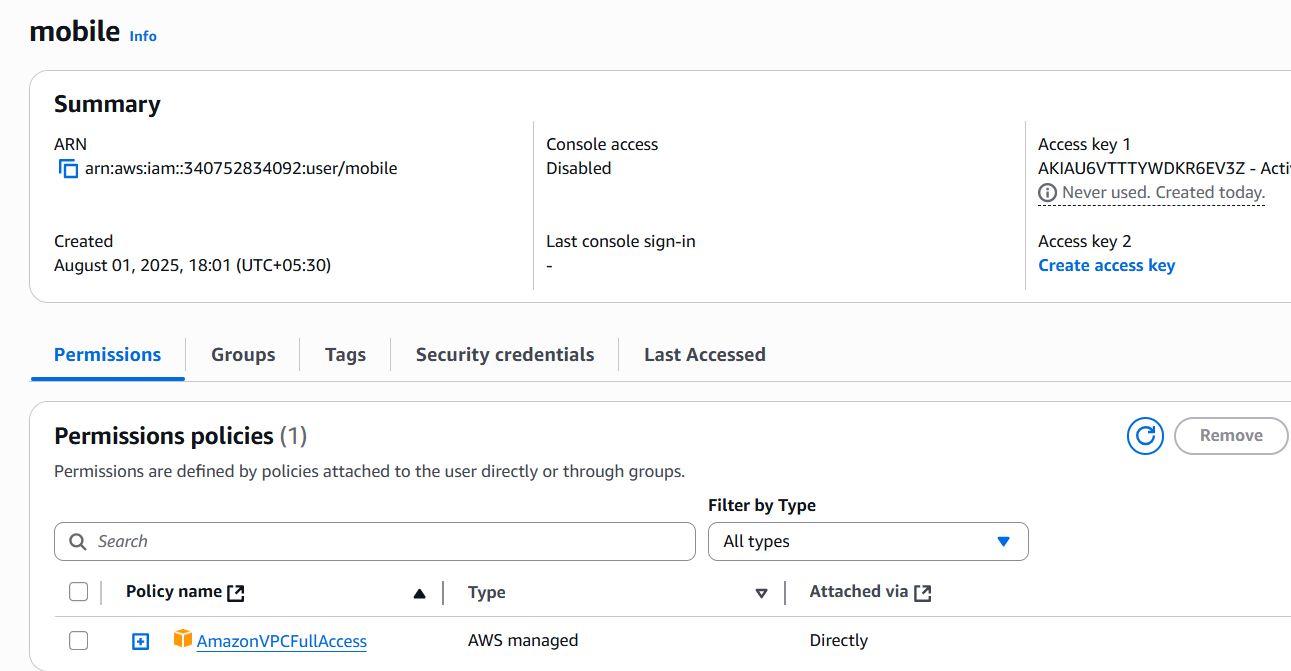 mobile Info
Summary
ARN
arn:aws:iam::340752834092:user/mobile
Console access
Disabled
Access key 1
AKIAU6VTTTYWDKR6EV3Z - Acti
Never used. Created today.
Created
August 01, 2025, 18:01 (UTC+05:30)
Last console sign-in
-
Access key 2
Create access key
Permissions Groups Tags Security credentials Last Accessed
Permissions policies (1)
Remove
Permissions are defined by policies attached to the user directly or through groups.
Filter by Type
Search
All types
Policy name Type Attached via
AmazonVPCFullAccess AWS managed Directly